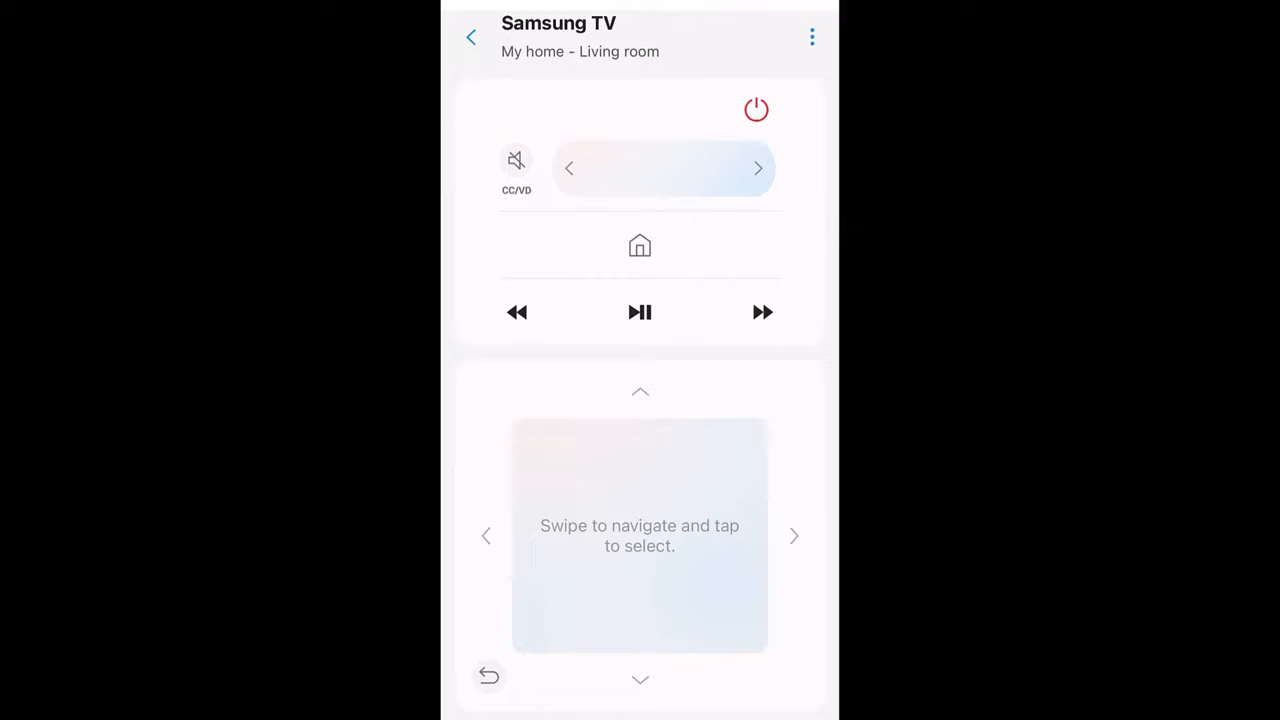 Samsung TV
My home - Living room
CC/VD
Swipe to navigate and tap
to select.